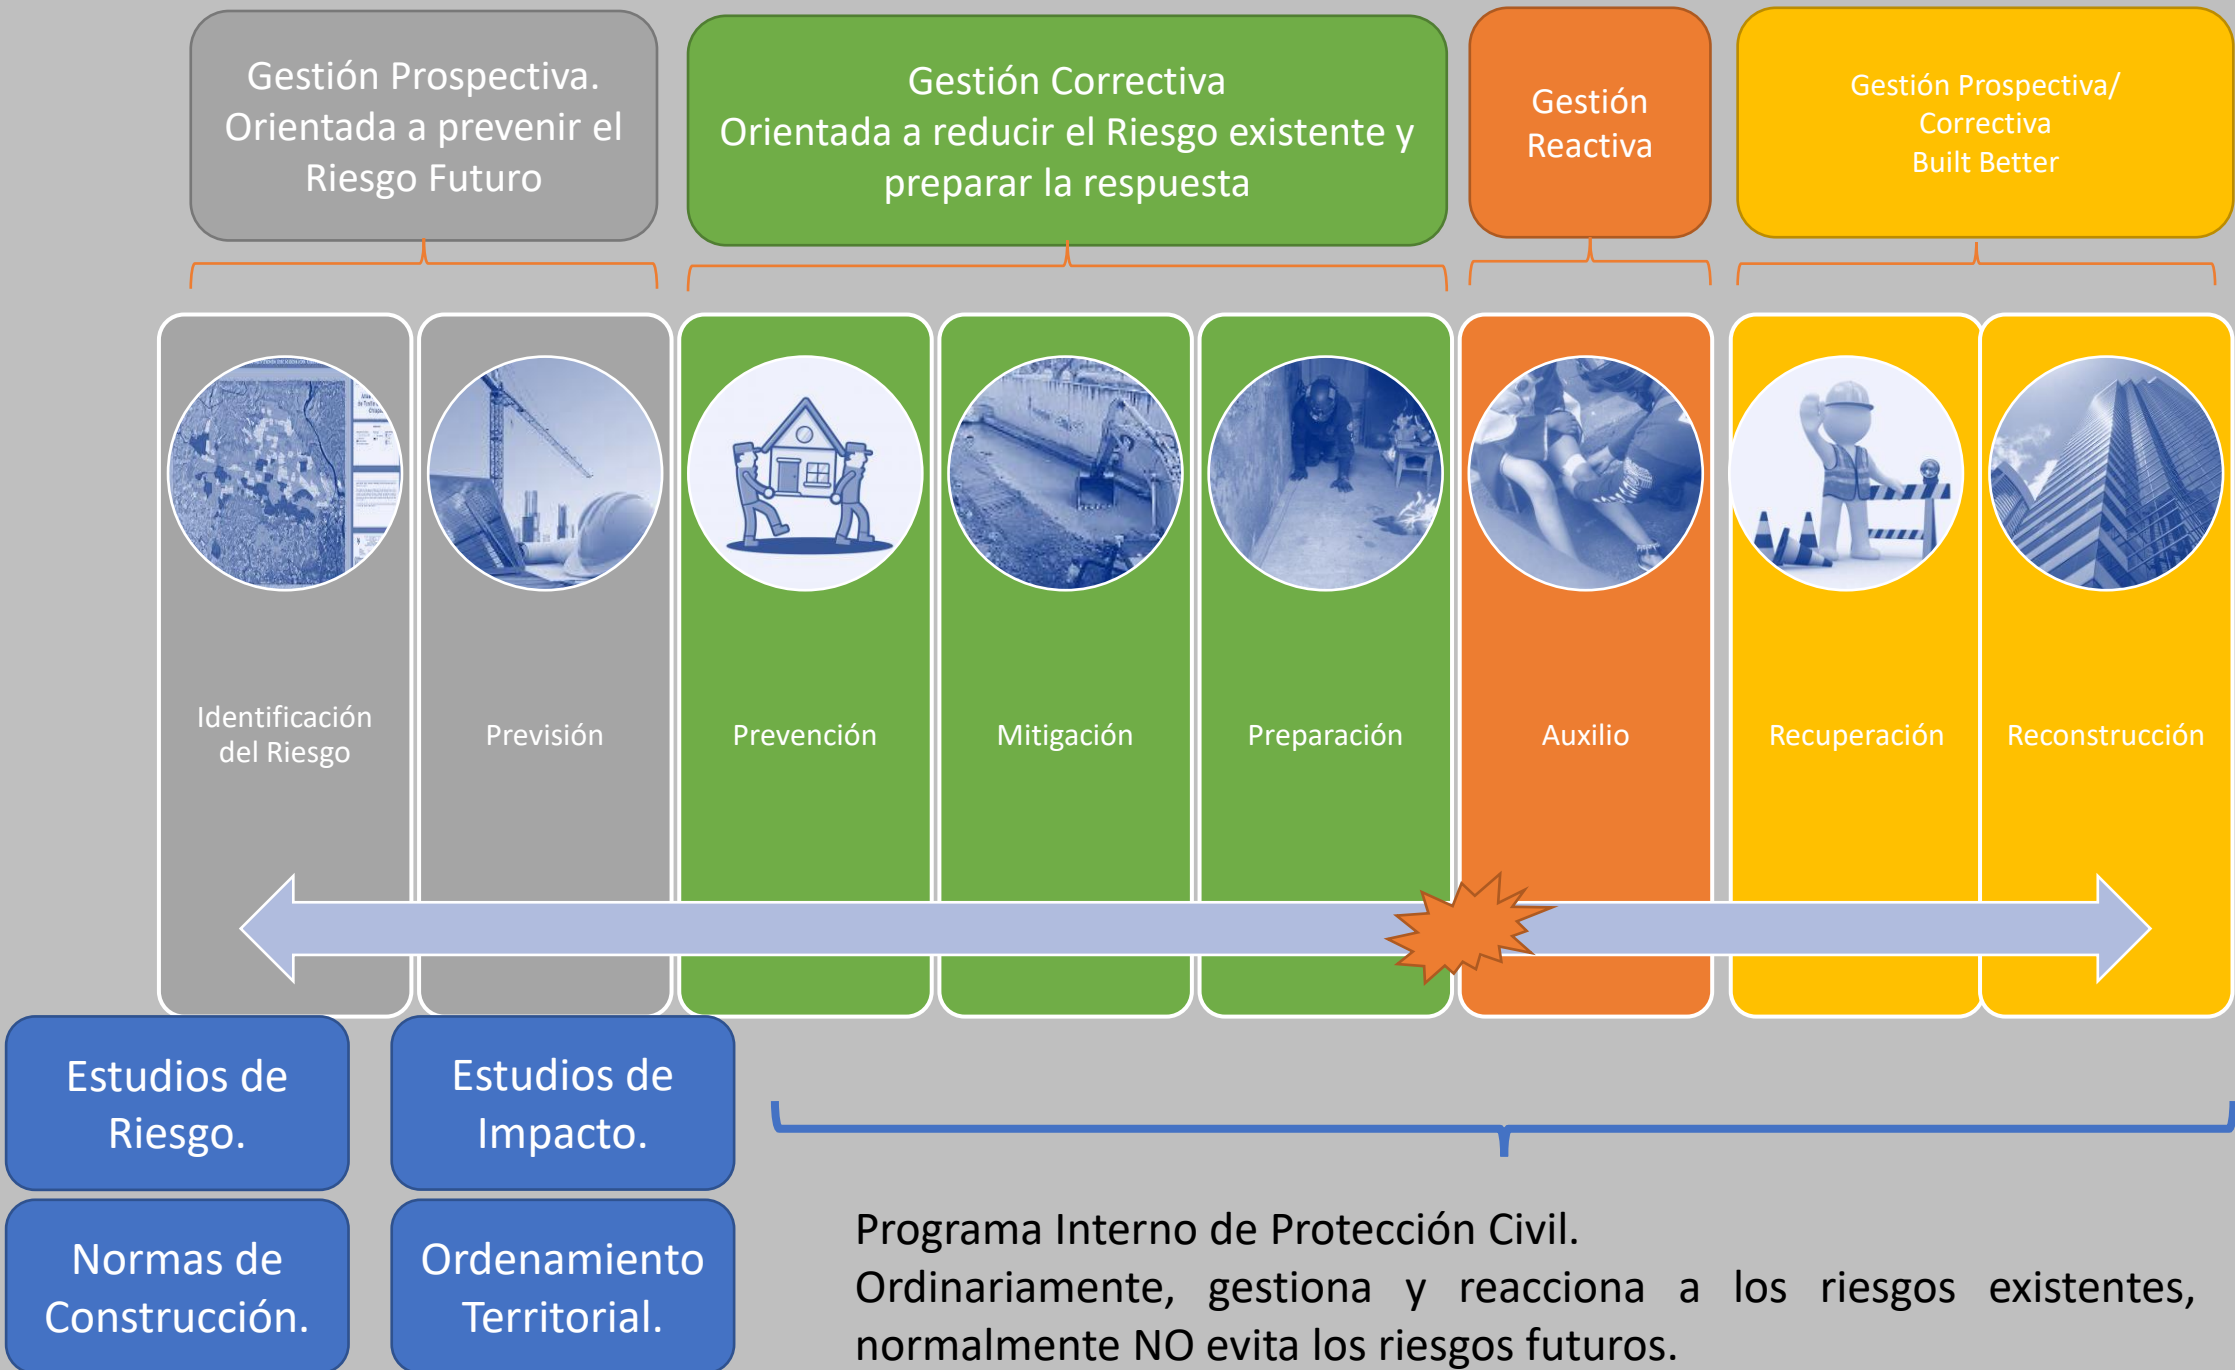 Gestión Prospectiva.
Orientada a prevenir el
Riesgo Futuro
Gestión Correctiva
Orientada a reducir el Riesgo existente y
preparar la respuesta
Gestión
Reactiva
Gestión Prospectiva/
Correctiva
Built Better
Identificación
del Riesgo
Previsión
Prevención
Mitigación
Preparación
Auxilio
Recuperación
Reconstrucción
Estudios de
Riesgo.
Estudios de
Impacto.
Normas de
Construcción.
Ordenamiento
Territorial.
Programa Interno de Protección Civil.
Ordinariamente, gestiona y reacciona a los riesgos existentes,
normalmente NO evita los riesgos futuros.